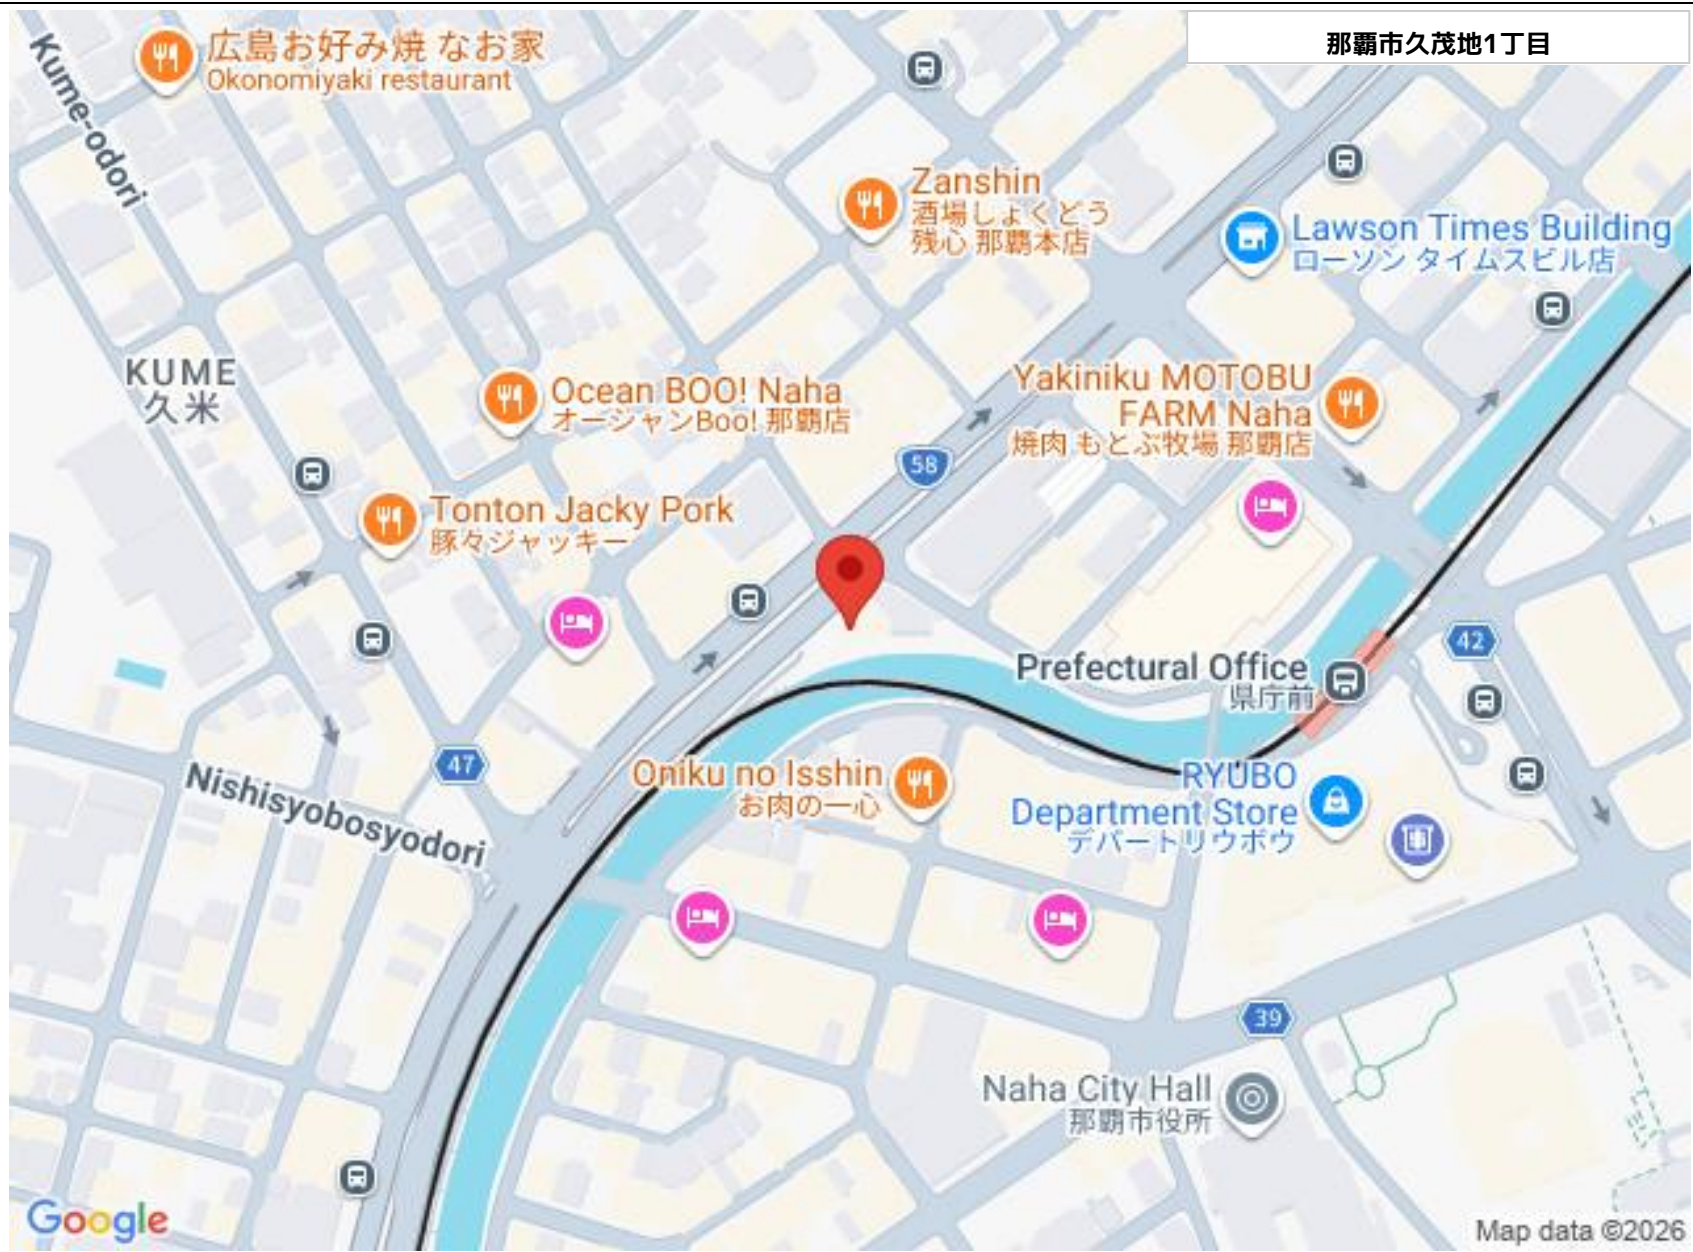 那覇市久茂地1丁目
広島お好み焼 なお家
Okonomiyaki restaurant
Kume-odori
Zanshin
酒場しょくどう
残心 那覇本店
Lawson Times Building
ローソン タイムスビル店
KUME
久米
Ocean BOO! Naha
オーシャンBoo! 那覇店
Yakiniku MOTOBU
FARM Naha
焼肉 もとぶ牧場 那覇店
58
Tonton Jacky Pork
豚々ジャッキー
Prefectural Office
県庁前
42
47
Nishisyobosyodori
Oniku no Isshin
お肉の一心
RYUBO
Department Store
デパートリウボウ
39
Naha City Hall
那覇市役所
Google
Map data ©2026